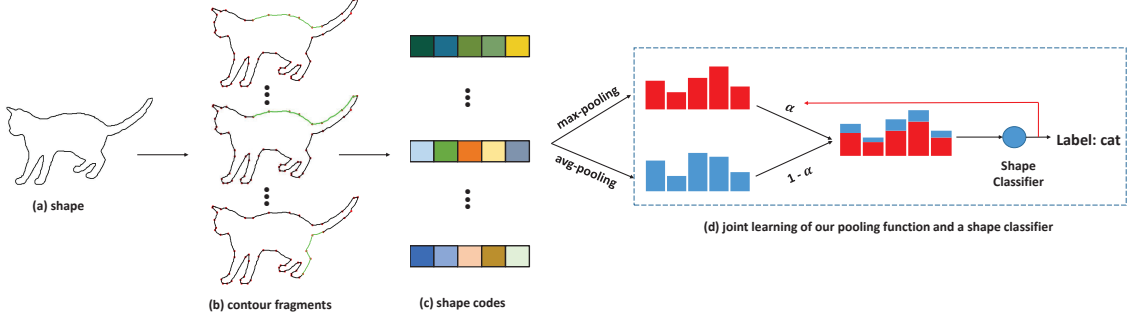 (a) shape
(b) contour fragments
(c) shape codes
max-pooling
avg-pooling
α
1 - α
Shape
Classifier
Label: cat
(d) joint learning of our pooling function and a shape classifier